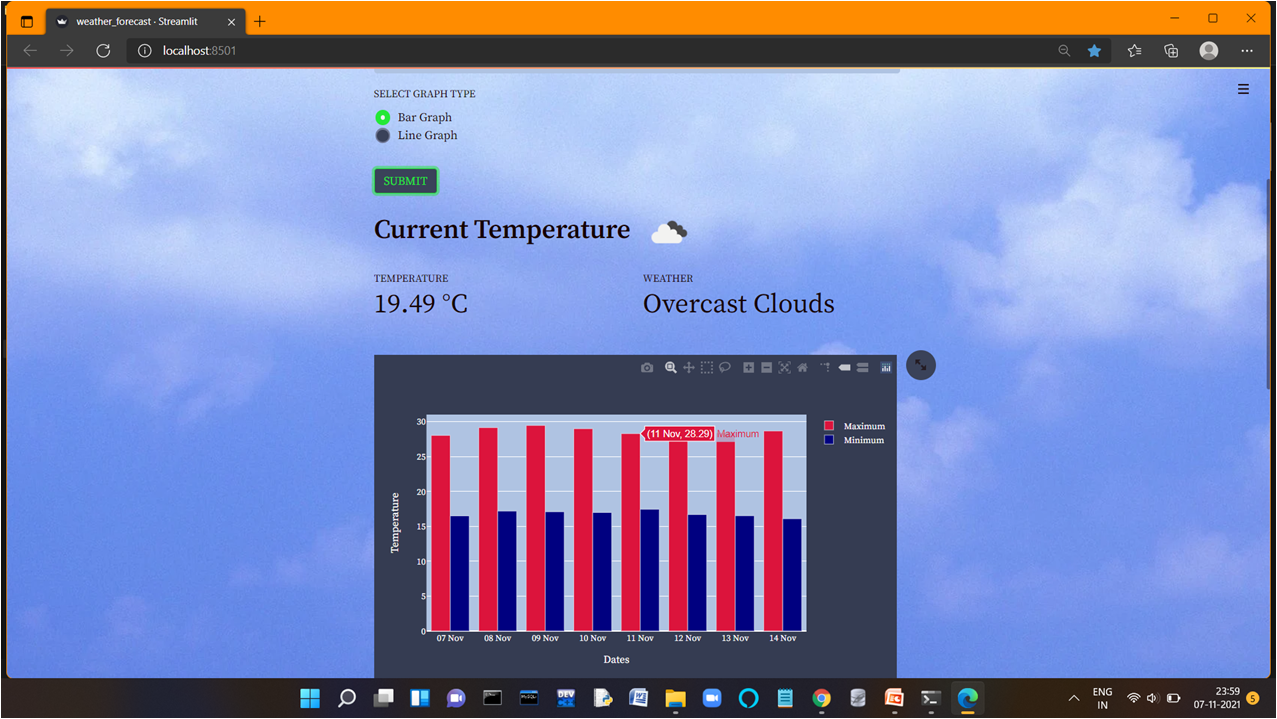 weather_forecast · Streamlit
localhost:8501
SELECT GRAPH TYPE
Bar Graph
Line Graph
SUBMIT
Current Temperature
TEMPERATURE
19.49 °C
WEATHER
Overcast Clouds
30
25
20
15
10
5
0
Temperature
(11 Nov, 28.29) Maximum
Maximum
Minimum
07 Nov 08 Nov 09 Nov 10 Nov 11 Nov 12 Nov 13 Nov 14 Nov
Dates
DEV
ENG
IN
23:59
07-11-2021
5